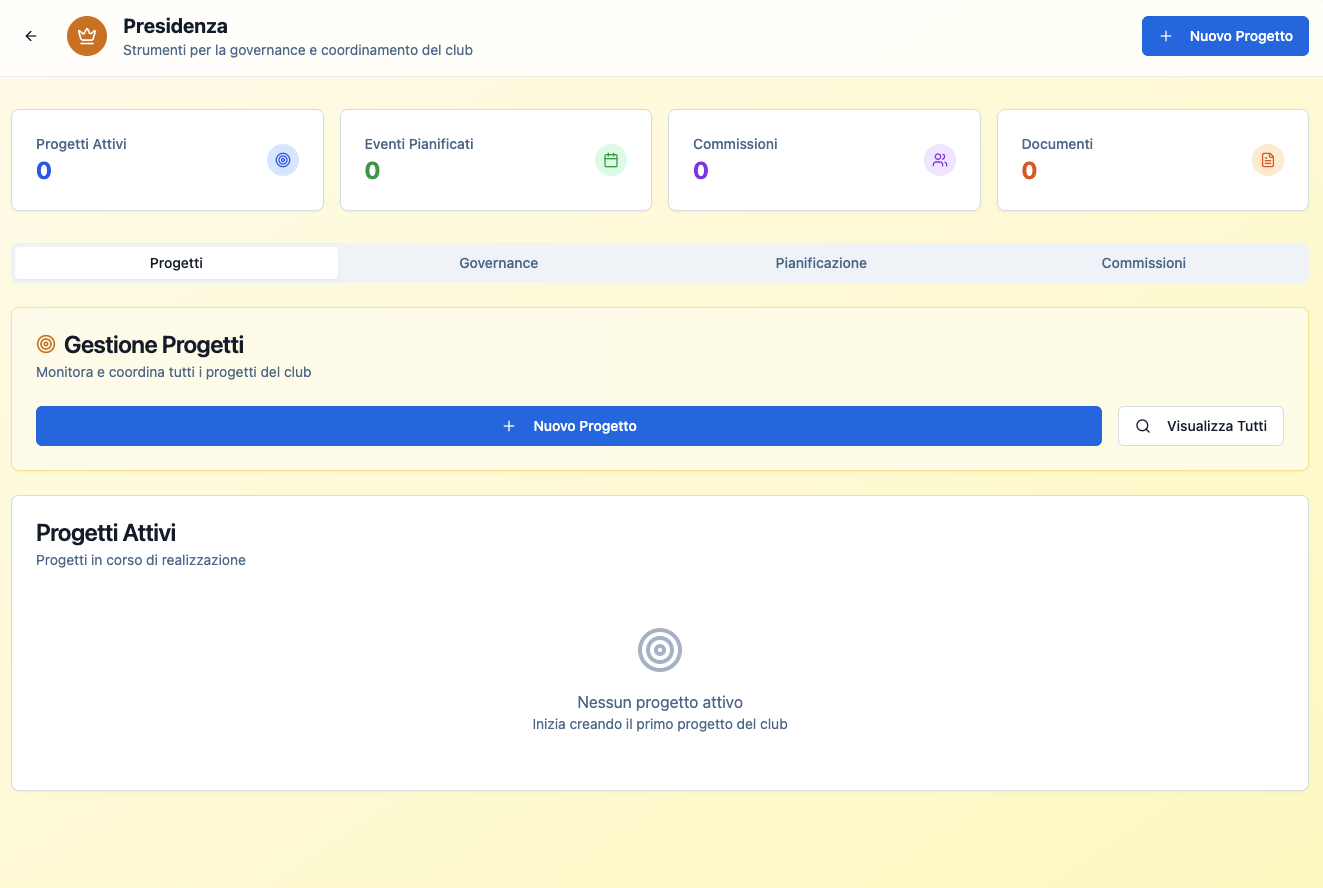 Presidenza
Strumenti per la governance e coordinamento del club
Nuovo Progetto
Progetti Attivi
0
Eventi Pianificati
0
Commissioni
0
Documenti
0
Progetti
Governance
Pianificazione
Commissioni
Gestione Progetti
Monitora e coordina tutti i progetti del club
Nuovo Progetto
Visualizza Tutti
Progetti Attivi
Progetti in corso di realizzazione
Nessun progetto attivo
Inizia creando il primo progetto del club